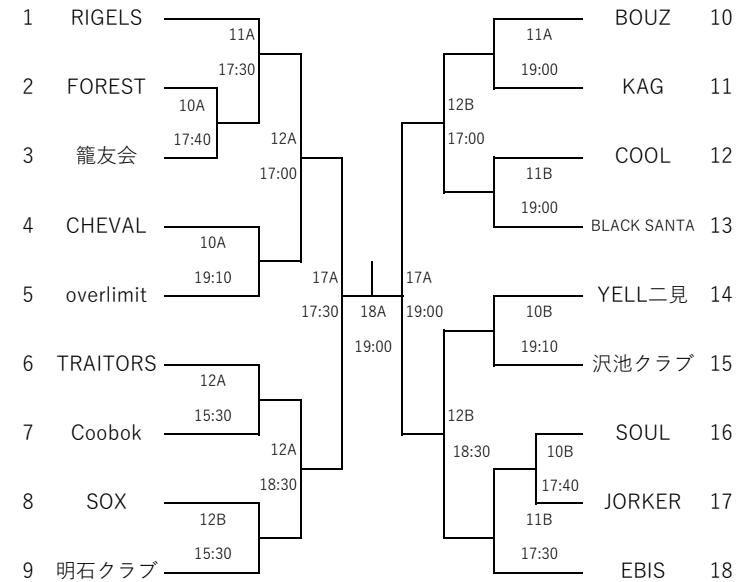 1 RIGELS
11A
17:30
2 FOREST
10A
17:40
3 籠友会
12A
17:00
4 CHEVAL
10A
19:10
5 overlimit
17A
17:30
6 TRAITORS
12A
15:30
7 Coobok
12A
18:30
8 SOX
12B
15:30
9 明石クラブ
18A
19:00
BOUZ 10
11A
19:00
KAG 11
12B
17:00
COOL 12
11B
19:00
BLACK SANTA 13
17A
19:00
YELL二見 14
10B
19:10
沢池クラブ 15
12B
18:30
SOUL 16
10B
17:40
JORKER 17
11B
17:30
EBIS 18